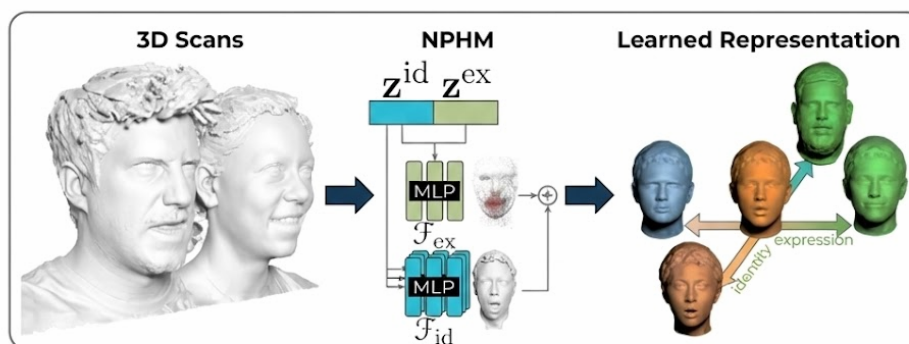 3D Scans
NPHM
Learned Representation
z^id z^ex
MLP
ℱ_ex
MLP
ℱ_id
identity
expression